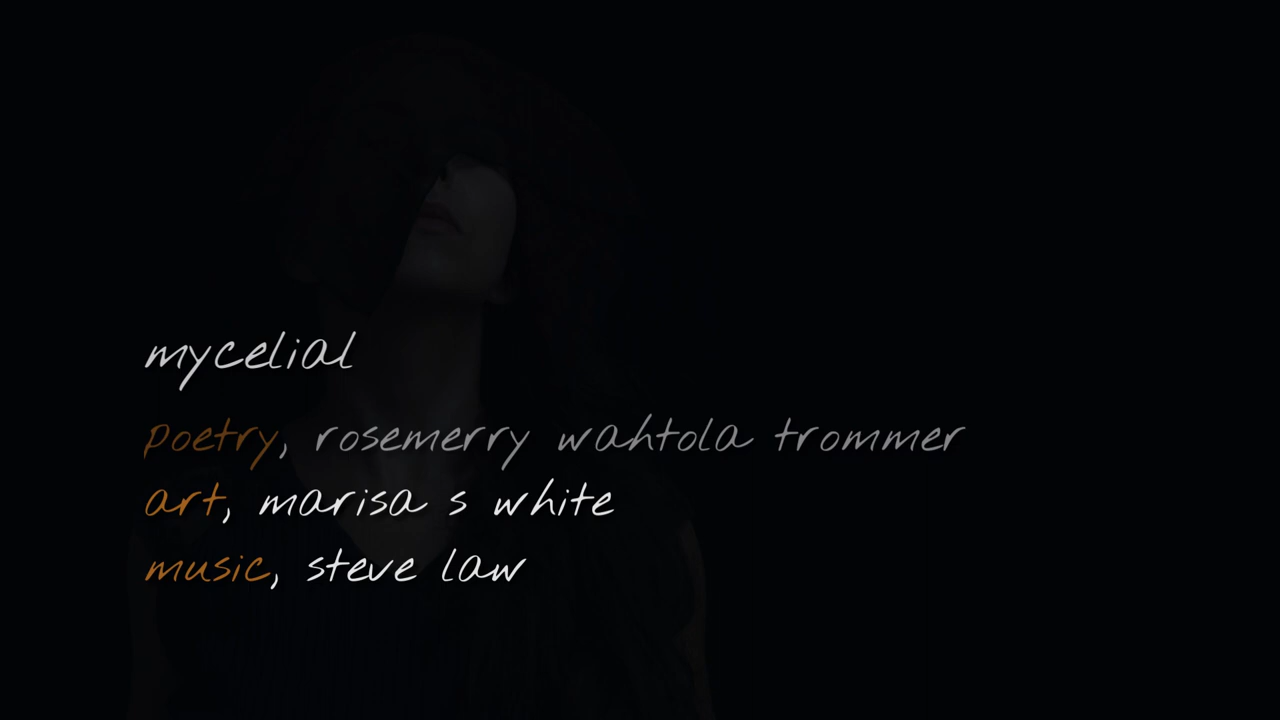 mycelial
poetry, rosemerry wahtola trommer
art, marisa s white
music, steve law